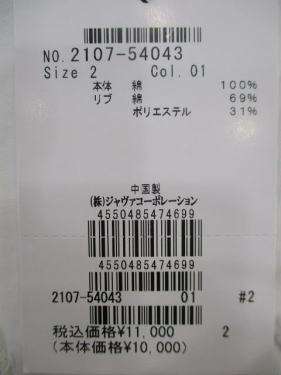 NO.2107-54043
Size 2 Col.01
本体 綿 100%
リブ 綿 69%
ポリエステル 31%
中国製
(株)ジャヴァコーポレーション
4550485474699
4550485474699
2107-54043 01 #2
税込価格¥11,000 2
(本体価格¥10,000)